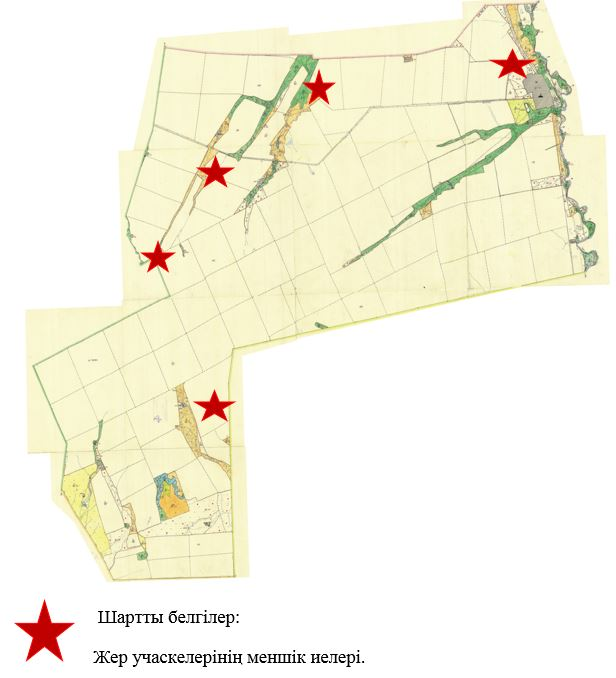 Шартты белгілер:
Жер учаскелерінің меншік иелері.